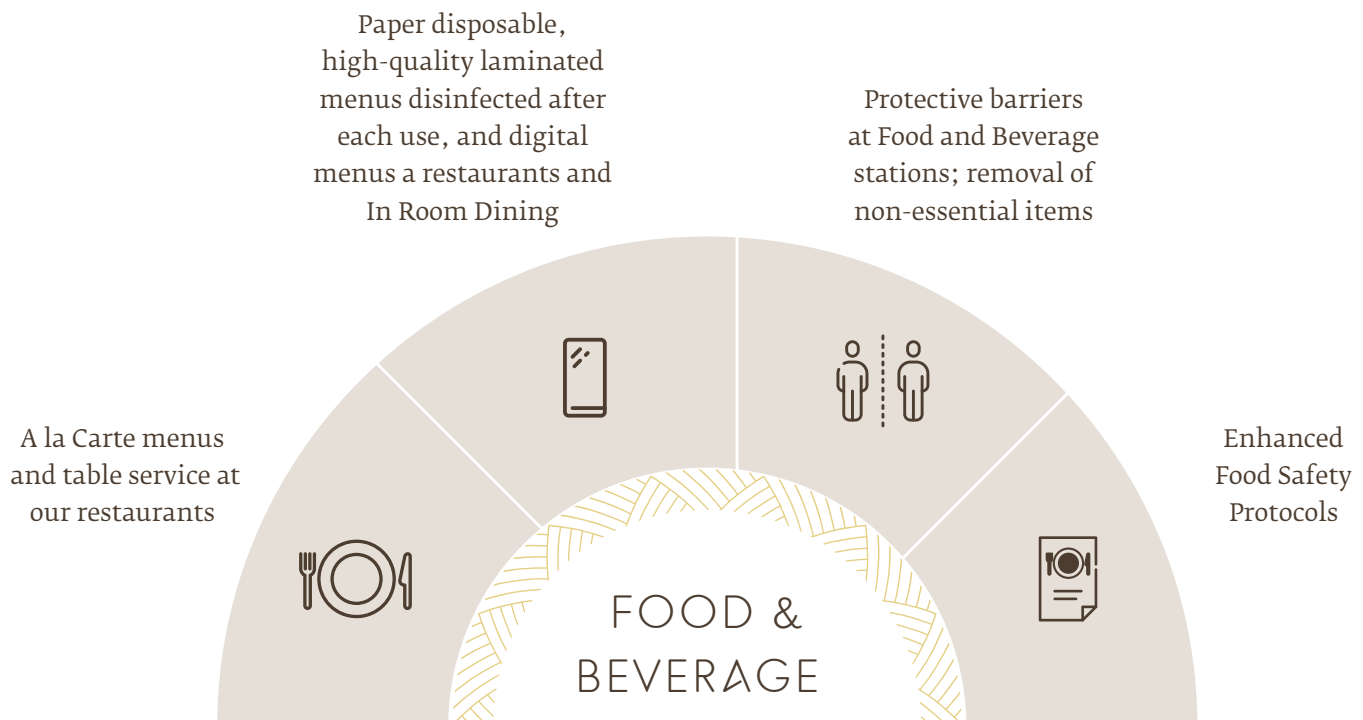 Paper disposable,
high-quality laminated
menus disinfected after
each use, and digital
menus a restaurants and
In Room Dining
Protective barriers
at Food and Beverage
stations; removal of
non-essential items
A la Carte menus
and table service at
our restaurants
Enhanced
Food Safety
Protocols
FOOD &
BEVERAGE